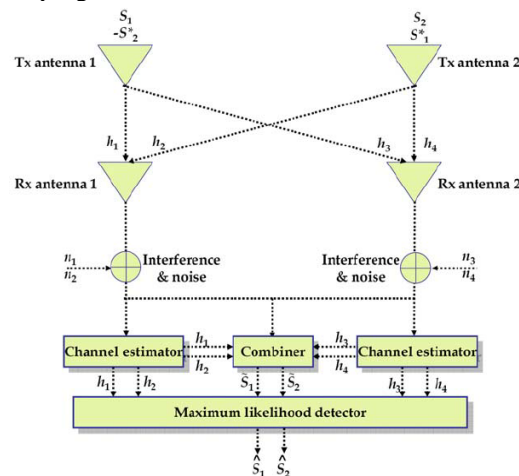 S1 S2
-S*2 S*1
Tx antenna 1 Tx antenna 2
h1 h2 h3 h4
Rx antenna 1 Rx antenna 2
n1 Interference Interference n3
n2 & noise & noise n4
h1 h3
Channel estimator Combiner Channel estimator
h2 h4
h1 h2 S̃1 S̃2 h3 h4
Maximum likelihood detector
Ŝ1 Ŝ2